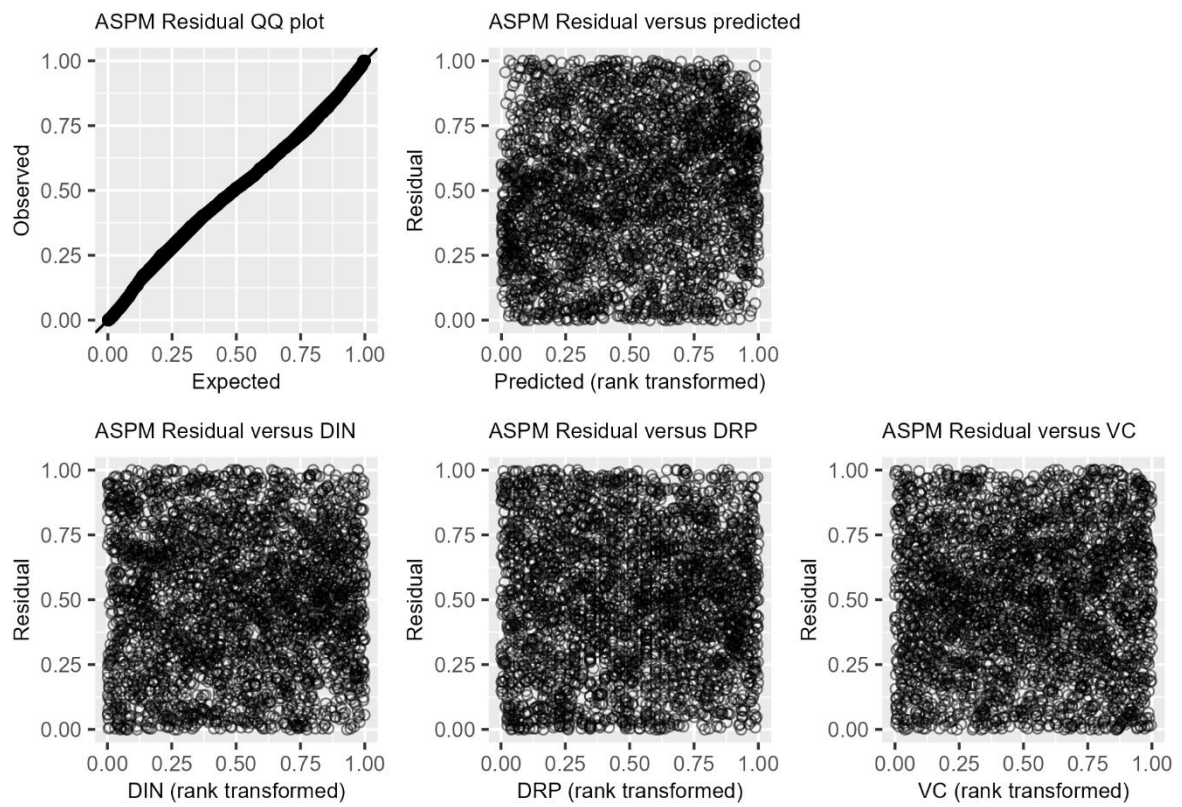 ASPM Residual QQ plot
1.00
0.75
0.50
0.25
0.00
Observed
0.00 0.25 0.50 0.75 1.00
Expected
ASPM Residual versus predicted
1.00
0.75
0.50
0.25
0.00
Residual
0.00 0.25 0.50 0.75 1.00
Predicted (rank transformed)
ASPM Residual versus DIN
1.00
0.75
0.50
0.25
0.00
Residual
0.00 0.25 0.50 0.75 1.00
DIN (rank transformed)
ASPM Residual versus DRP
1.00
0.75
0.50
0.25
0.00
Residual
0.00 0.25 0.50 0.75 1.00
DRP (rank transformed)
ASPM Residual versus VC
1.00
0.75
0.50
0.25
0.00
Residual
0.00 0.25 0.50 0.75 1.00
VC (rank transformed)